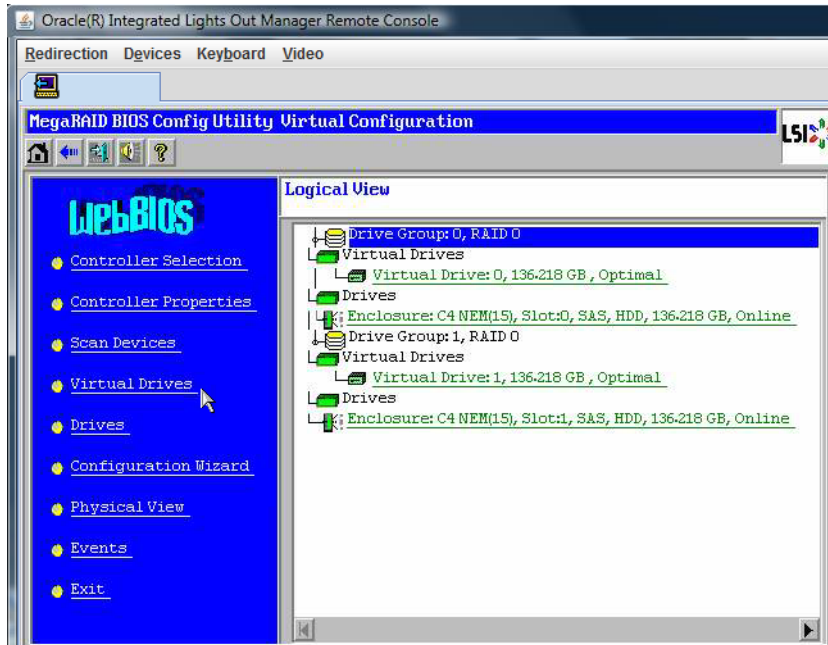 Oracle(R) Integrated Lights Out Manager Remote Console
Redirection Devices Keyboard Video
MegaRAID BIOS Config Utility Virtual Configuration
LSI
WebBIOS
Controller Selection
Controller Properties
Scan Devices
Virtual Drives
Drives
Configuration Wizard
Physical View
Events
Exit
Logical View
Drive Group: 0, RAID 0
Virtual Drives
Virtual Drive: 0, 136.218 GB , Optimal
Drives
Enclosure: C4 NEM(15), Slot:0, SAS, HDD, 136.218 GB, Online
Drive Group: 1, RAID 0
Virtual Drives
Virtual Drive: 1, 136.218 GB , Optimal
Drives
Enclosure: C4 NEM(15), Slot:1, SAS, HDD, 136.218 GB, Online